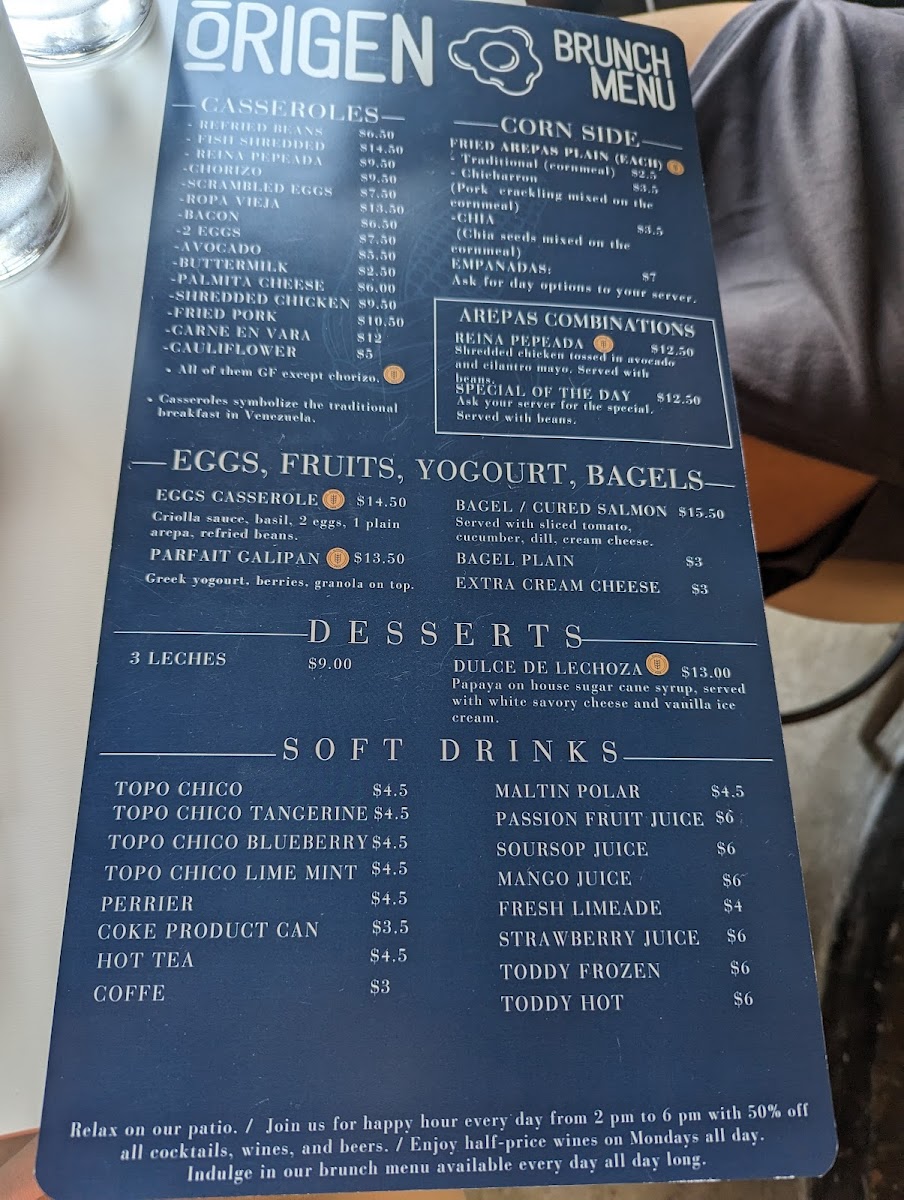 ORIGEN
BRUNCH
MENU
CASSEROLES
- REFRIED BEANS $6.50
- FISH SHREDDED $14.50
- REINA PEPEADA $9.50
-CHORIZO $9.50
-SCRAMBLED EGGS $7.50
-ROPA VIEJA $13.50
-BACON $6.50
-2 EGGS $7.50
-AVOCADO $5.50
-BUTTERMILK $2.50
-PALMITA CHEESE $6.00
-SHREDDED CHICKEN $9.50
-FRIED PORK $10.50
-CARNE EN VARA $12
-CAULIFLOWER $5
• All of them GF except chorizo.
• Casseroles symbolize the traditional
breakfast in Venezuela.
CORN SIDE
FRIED AREPAS PLAIN (EACH)
- Traditional (cornmeal) $2.5
- Chicharron $3.5
(Pork crackling mixed on the
cornmeal)
-CHIA $3.5
(Chia seeds mixed on the
cornmeal)
EMPANADAS: $7
Ask for day options to your server.
AREPAS COMBINATIONS
REINA PEPEADA $12.50
Shredded chicken tossed in avocado
and cilantro mayo. Served with
beans.
SPECIAL OF THE DAY $12.50
Ask your server for the special.
Served with beans.
EGGS, FRUITS, YOGOURT, BAGELS
EGGS CASSEROLE $14.50
Criolla sauce, basil, 2 eggs, 1 plain
arepa, refried beans.
PARFAIT GALIPAN $13.50
Greek yogourt, berries, granola on top.
BAGEL / CURED SALMON $15.50
Served with sliced tomato,
cucumber, dill, cream cheese.
BAGEL PLAIN $3
EXTRA CREAM CHEESE $3
DESSERTS
3 LECHES $9.00
DULCE DE LECHOZA $13.00
Papaya on house sugar cane syrup, served
with white savory cheese and vanilla ice
cream.
SOFT DRINKS
TOPO CHICO $4.5
TOPO CHICO TANGERINE $4.5
TOPO CHICO BLUEBERRY $4.5
TOPO CHICO LIME MINT $4.5
PERRIER $4.5
COKE PRODUCT CAN $3.5
HOT TEA $4.5
COFFE $3
MALTIN POLAR $4.5
PASSION FRUIT JUICE $6
SOURSOP JUICE $6
MANGO JUICE $6
FRESH LIMEADE $4
STRAWBERRY JUICE $6
TODDY FROZEN $6
TODDY HOT $6
Relax on our patio. / Join us for happy hour every day from 2 pm to 6 pm with 50% off
all cocktails, wines, and beers. / Enjoy half-price wines on Mondays all day.
Indulge in our brunch menu available every day all day long.